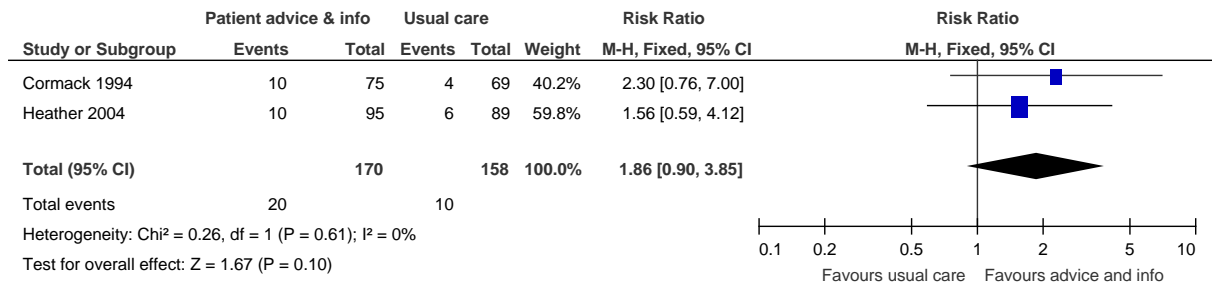 Patient advice & info Usual care Risk Ratio Risk Ratio
Study or Subgroup Events Total Events Total Weight M-H, Fixed, 95% CI M-H, Fixed, 95% CI
Cormack 1994 10 75 4 69 40.2% 2.30 [0.76, 7.00]
Heather 2004 10 95 6 89 59.8% 1.56 [0.59, 4.12]
Total (95% CI) 170 158 100.0% 1.86 [0.90, 3.85]
Total events 20 10
Heterogeneity: Chi² = 0.26, df = 1 (P = 0.61); I² = 0%
Test for overall effect: Z = 1.67 (P = 0.10)
0.1 0.2 0.5 1 2 5 10
Favours usual care Favours advice and info